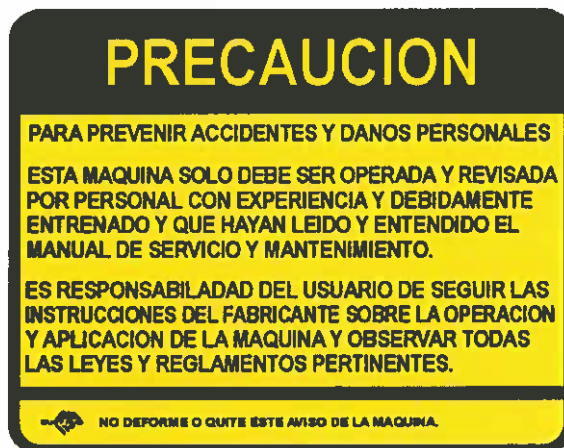 PRECAUCION
PARA PREVENIR ACCIDENTES Y DANOS PERSONALES
ESTA MAQUINA SOLO DEBE SER OPERADA Y REVISADA
POR PERSONAL CON EXPERIENCIA Y DEBIDAMENTE
ENTRENADO Y QUE HAYAN LEIDO Y ENTENDIDO EL
MANUAL DE SERVICIO Y MANTENIMIENTO.
ES RESPONSABILADAD DEL USUARIO DE SEGUIR LAS
INSTRUCCIONES DEL FABRICANTE SOBRE LA OPERACION
Y APLICACION DE LA MAQUINA Y OBSERVAR TODAS
LAS LEYES Y REGLAMENTOS PERTINENTES.
NO DEFORME O QUITE ESTE AVISO DE LA MAQUINA.